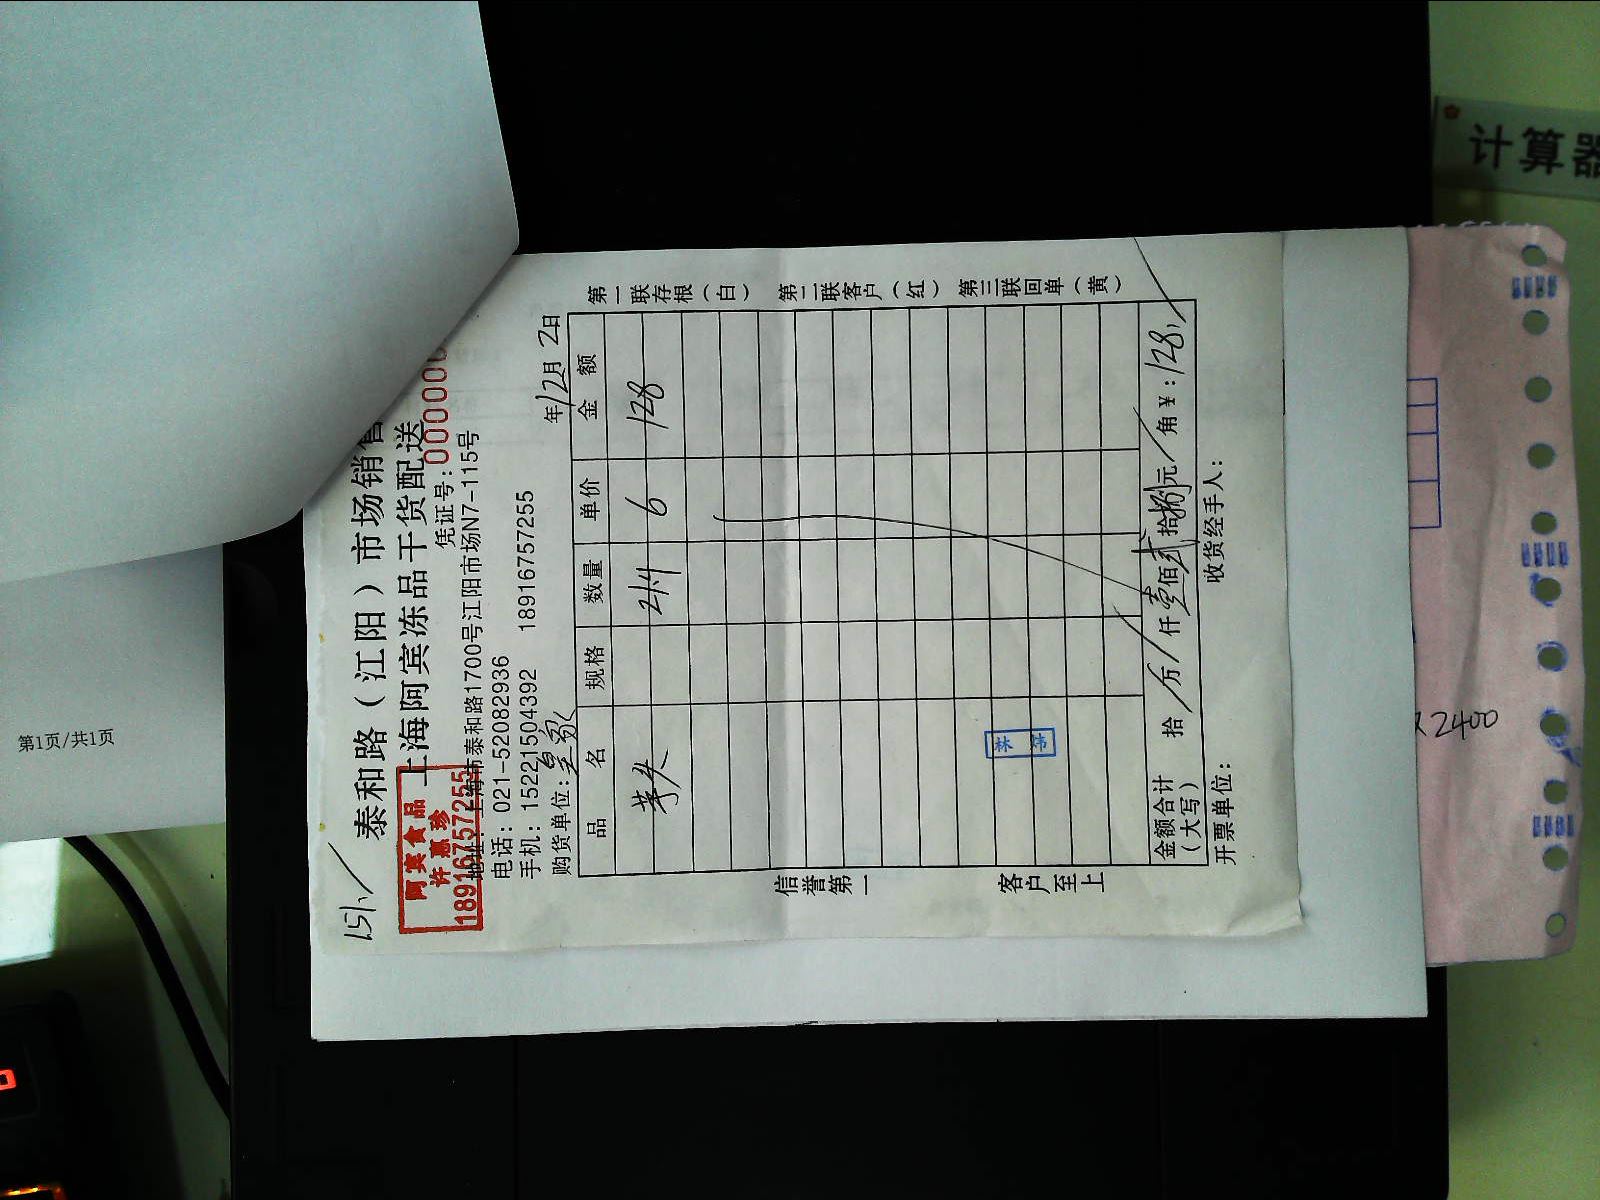 151
泰和路（江阳）市场销售
上海阿宾冻品干货配送
凭证号：000000
阿宾食品
许惠珍
18916757255
地址：上海市泰和路1700号江阳市场N7-115号
电话：021-52082936
手机：15221504392 18916757255
购货单位：
年12月2日
品名 规格 数量 单价 金额
芋头 6 128
林 炜
金额合计（大写） 拾 万 仟 壹佰 贰拾 捌元 角 ￥：128
开票单位： 收货经手人：
第一联存根（白） 第二联客户（红） 第三联回单（黄）
信誉第一 客户至上
第1页/共1页
计算器
2400